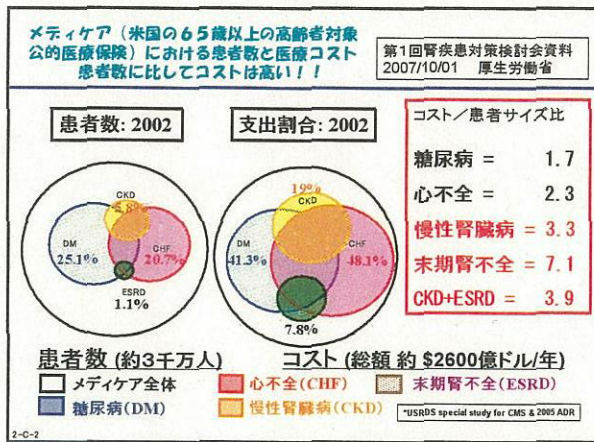 メディケア（米国の６５歳以上の高齢者対象
公的医療保険）における患者数と医療コスト
患者数に比してコストは高い！！
第1回腎疾患対策検討会資料
2007/10/01　厚生労働省
患者数: 2002
支出割合: 2002
コスト／患者サイズ比
糖尿病 = 1.7
心不全 = 2.3
慢性腎臓病 = 3.3
末期腎不全 = 7.1
CKD+ESRD = 3.9
CKD
5.8%
DM
25.1%
CHF
20.7%
ESRD
1.1%
19%
CKD
DM
41.3%
CHF
48.1%
7.8%
患者数 (約3千万人)
コスト (総額 約 $2600億ドル/年)
メディケア全体
心不全(CHF)
末期腎不全(ESRD)
糖尿病(DM)
慢性腎臓病(CKD)
*USRDS special study for CMS & 2005 ADR
2-C-2